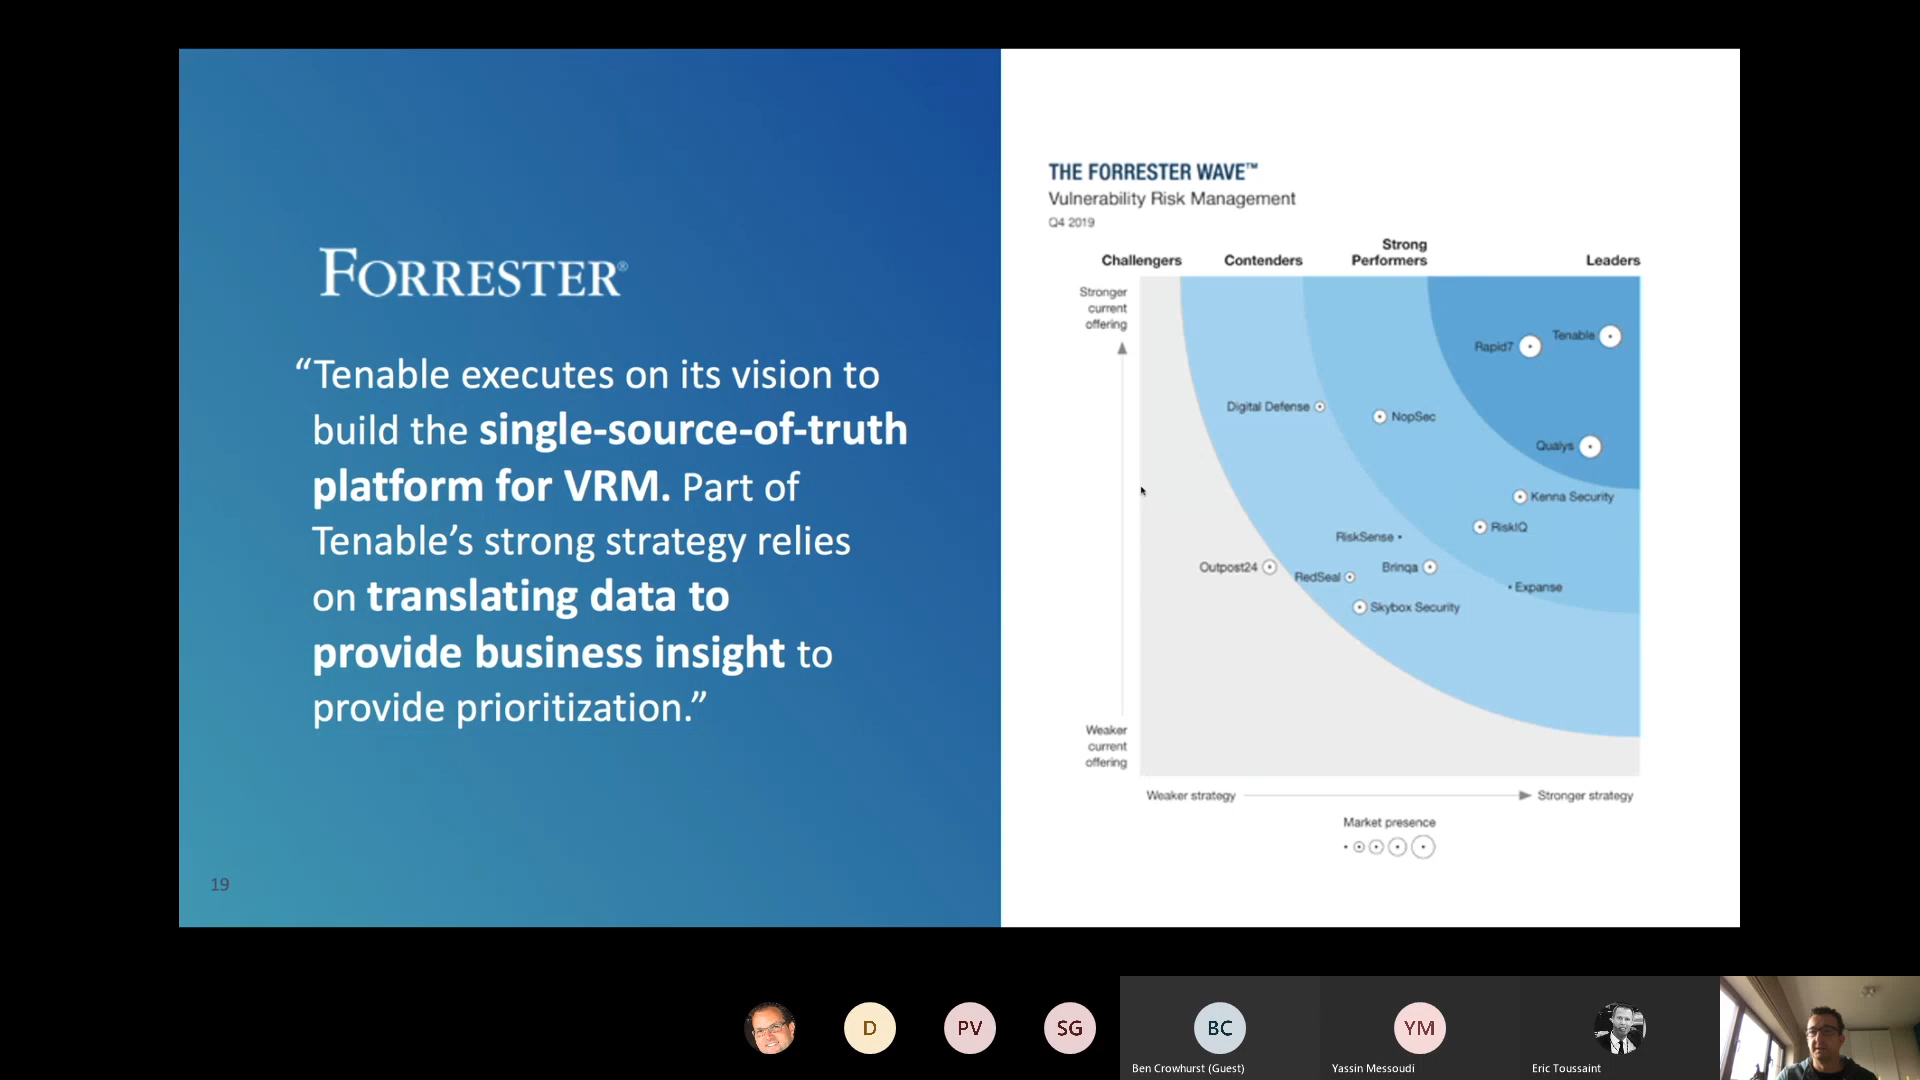 FORRESTER®
“Tenable executes on its vision to
build the single-source-of-truth
platform for VRM. Part of
Tenable’s strong strategy relies
on translating data to
provide business insight to
provide prioritization.”
19
THE FORRESTER WAVE™
Vulnerability Risk Management
Q4 2019
Challengers
Contenders
Strong
Performers
Leaders
Stronger
current
offering
Tenable
Rapid7
Digital Defense
NopSec
Qualys
Kenna Security
RiskIQ
RiskSense
Outpost24
RedSeal
Brinqa
Expanse
Skybox Security
Weaker
current
offering
Weaker strategy
Stronger strategy
Market presence
D
PV
SG
BC
YM
Ben Crowhurst (Guest)
Yassin Messoudi
Eric Toussaint